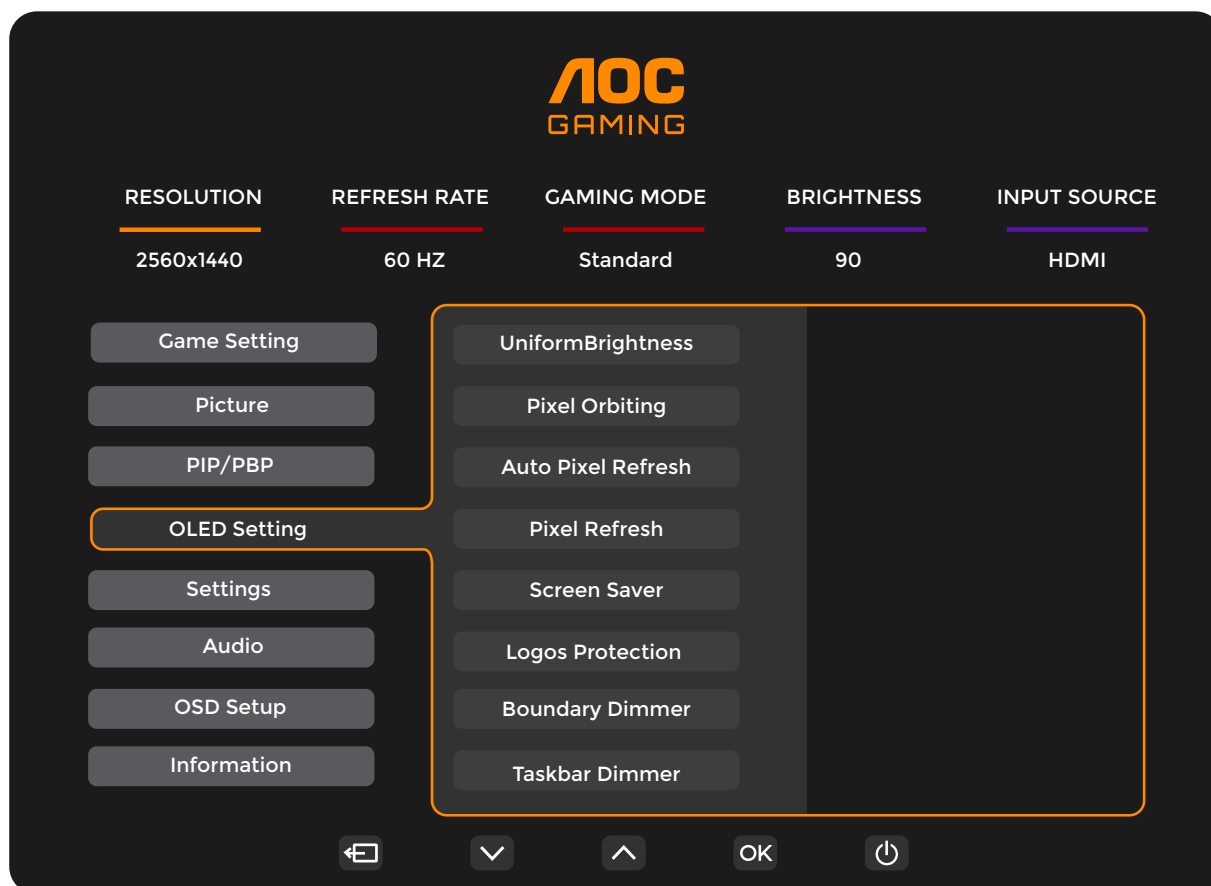 AOC
GAMING
RESOLUTION REFRESH RATE GAMING MODE BRIGHTNESS INPUT SOURCE
2560x1440 60 HZ Standard 90 HDMI
Game Setting
Picture
PIP/PBP
OLED Setting
Settings
Audio
OSD Setup
Information
UniformBrightness
Pixel Orbiting
Auto Pixel Refresh
Pixel Refresh
Screen Saver
Logos Protection
Boundary Dimmer
Taskbar Dimmer
OK